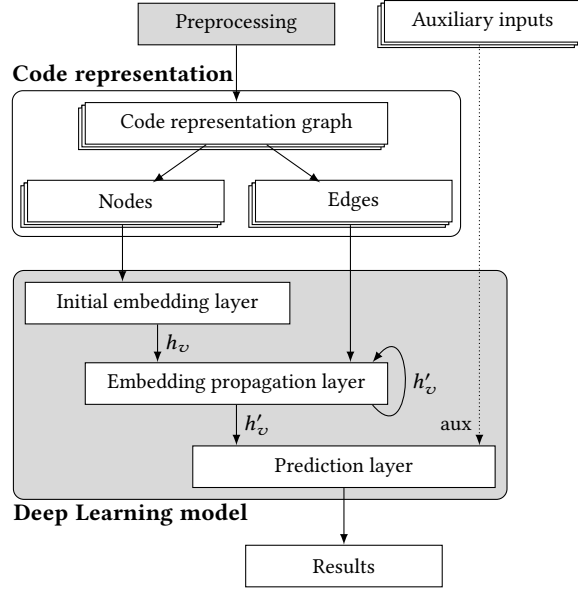 Preprocessing
Auxiliary inputs
Code representation
Code representation graph
Nodes
Edges
Initial embedding layer
h_v
Embedding propagation layer
h'_v
h'_v
aux
Prediction layer
Deep Learning model
Results